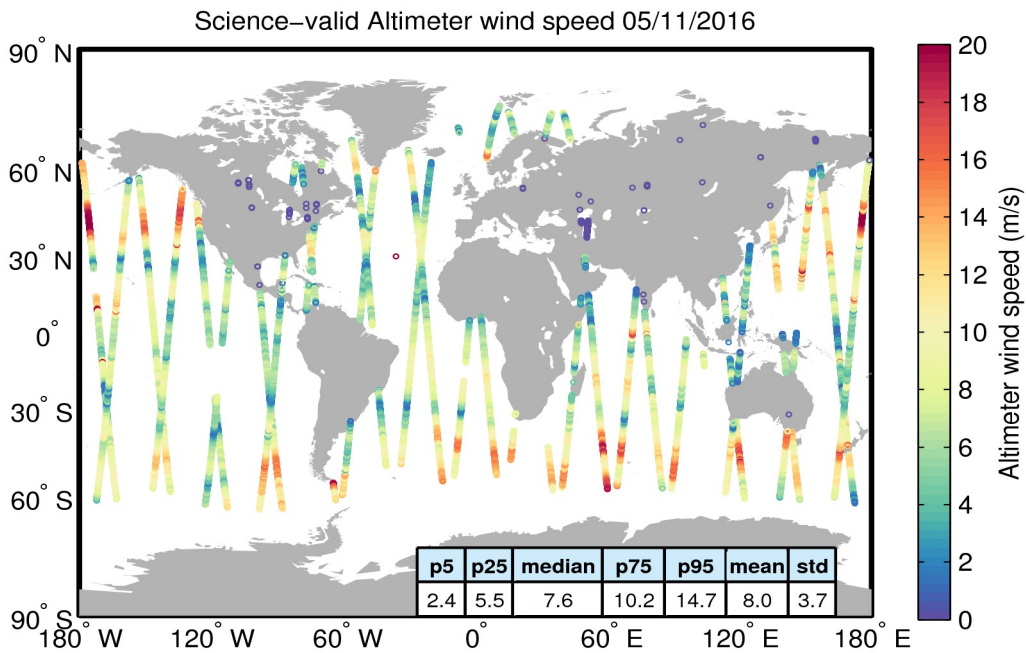 Science−valid Altimeter wind speed 05/11/2016
90° N
60° N
30° N
0°
30° S
60° S
90° S
180° W
120° W
60° W
0°
60° E
120° E
180° E
p5 p25 median p75 p95 mean std
2.4 5.5 7.6 10.2 14.7 8.0 3.7
20
18
16
14
12
10
8
6
4
2
0
Altimeter wind speed (m/s)